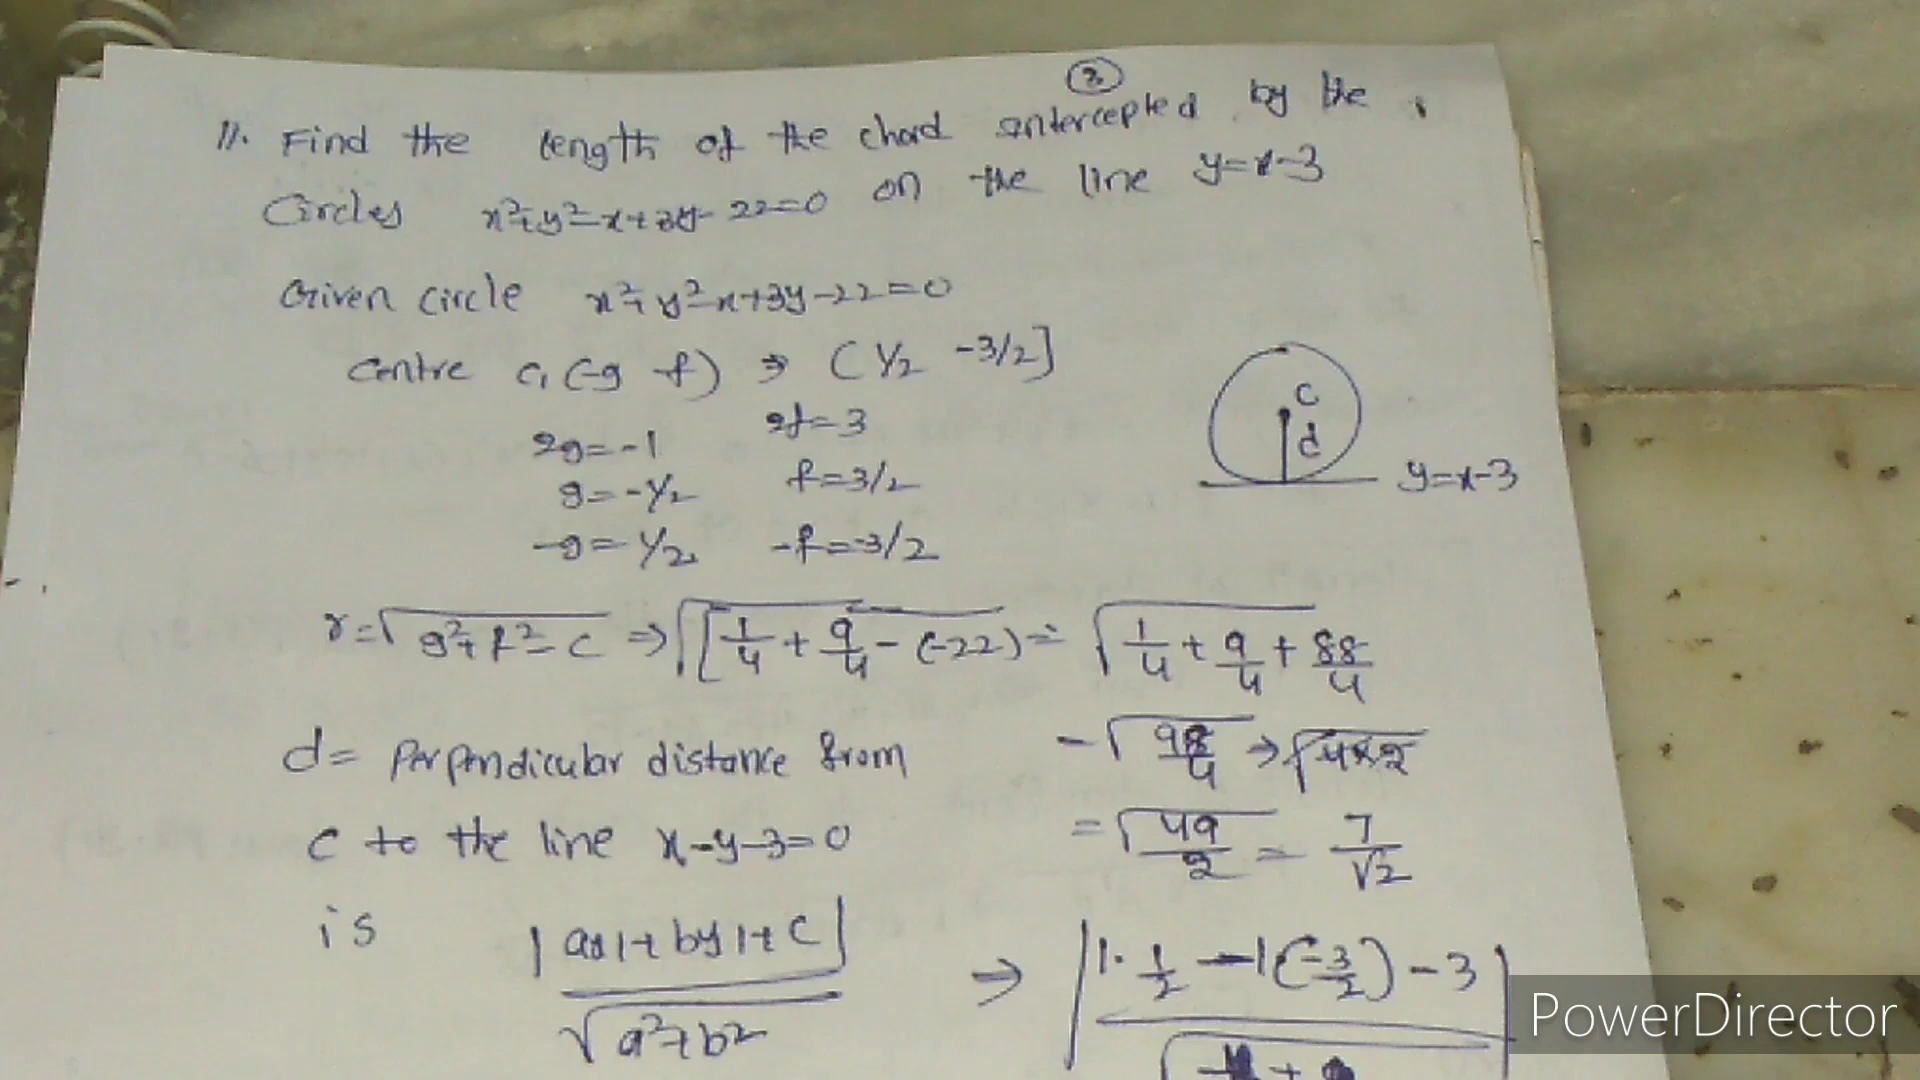 ②
11. Find the length of the chord intercepted by the
Circles x²+y²-x+3y-22=0 on the line y=x-3
Given circle x²+y²-x+3y-22=0
Centre C, (-g -f) ⇒ (1/2 -3/2]
2g=-1 2f=3
g=-1/2 f=3/2
-g=1/2 -f=-3/2
C
d
y=x-3
r=√g²+f²-c ⇒ √[1/4 + 9/4 - (-22) = √1/4 + 9/4 + 88/4
d= Perpendicular distance from
C to the line x-y-3=0
is
-√98/4 ⇒
=√49/2 = 7/√2
|ax1+by1+c| / √a²+b²
⇒ |1·1/2 -1(-3/2) -3|
PowerDirector